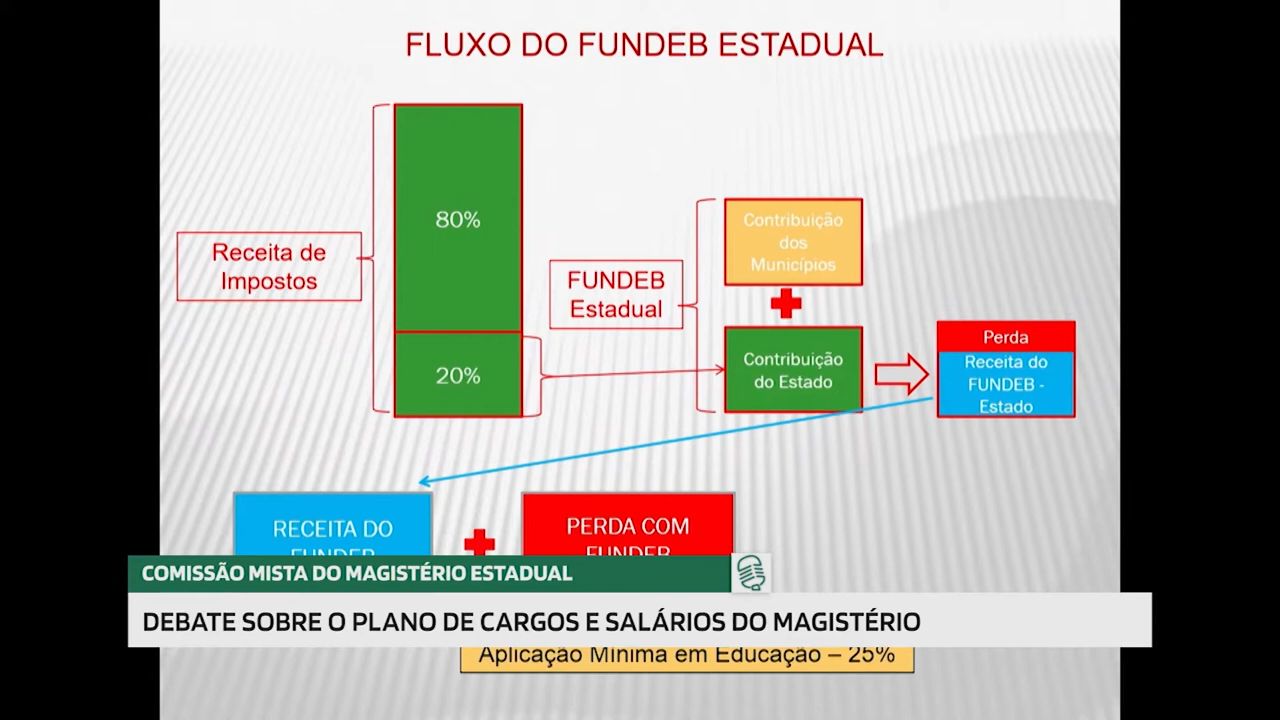 FLUXO DO FUNDEB ESTADUAL
80%
Receita de
Impostos
20%
FUNDEB
Estadual
Contribuição
dos
Municípios
Contribuição
do Estado
Perda
Receita do
FUNDEB -
Estado
RECEITA DO
FUNDEB
PERDA COM
FUNDEB
COMISSÃO MISTA DO MAGISTÉRIO ESTADUAL
DEBATE SOBRE O PLANO DE CARGOS E SALÁRIOS DO MAGISTÉRIO
Aplicação Mínima em Educação – 25%